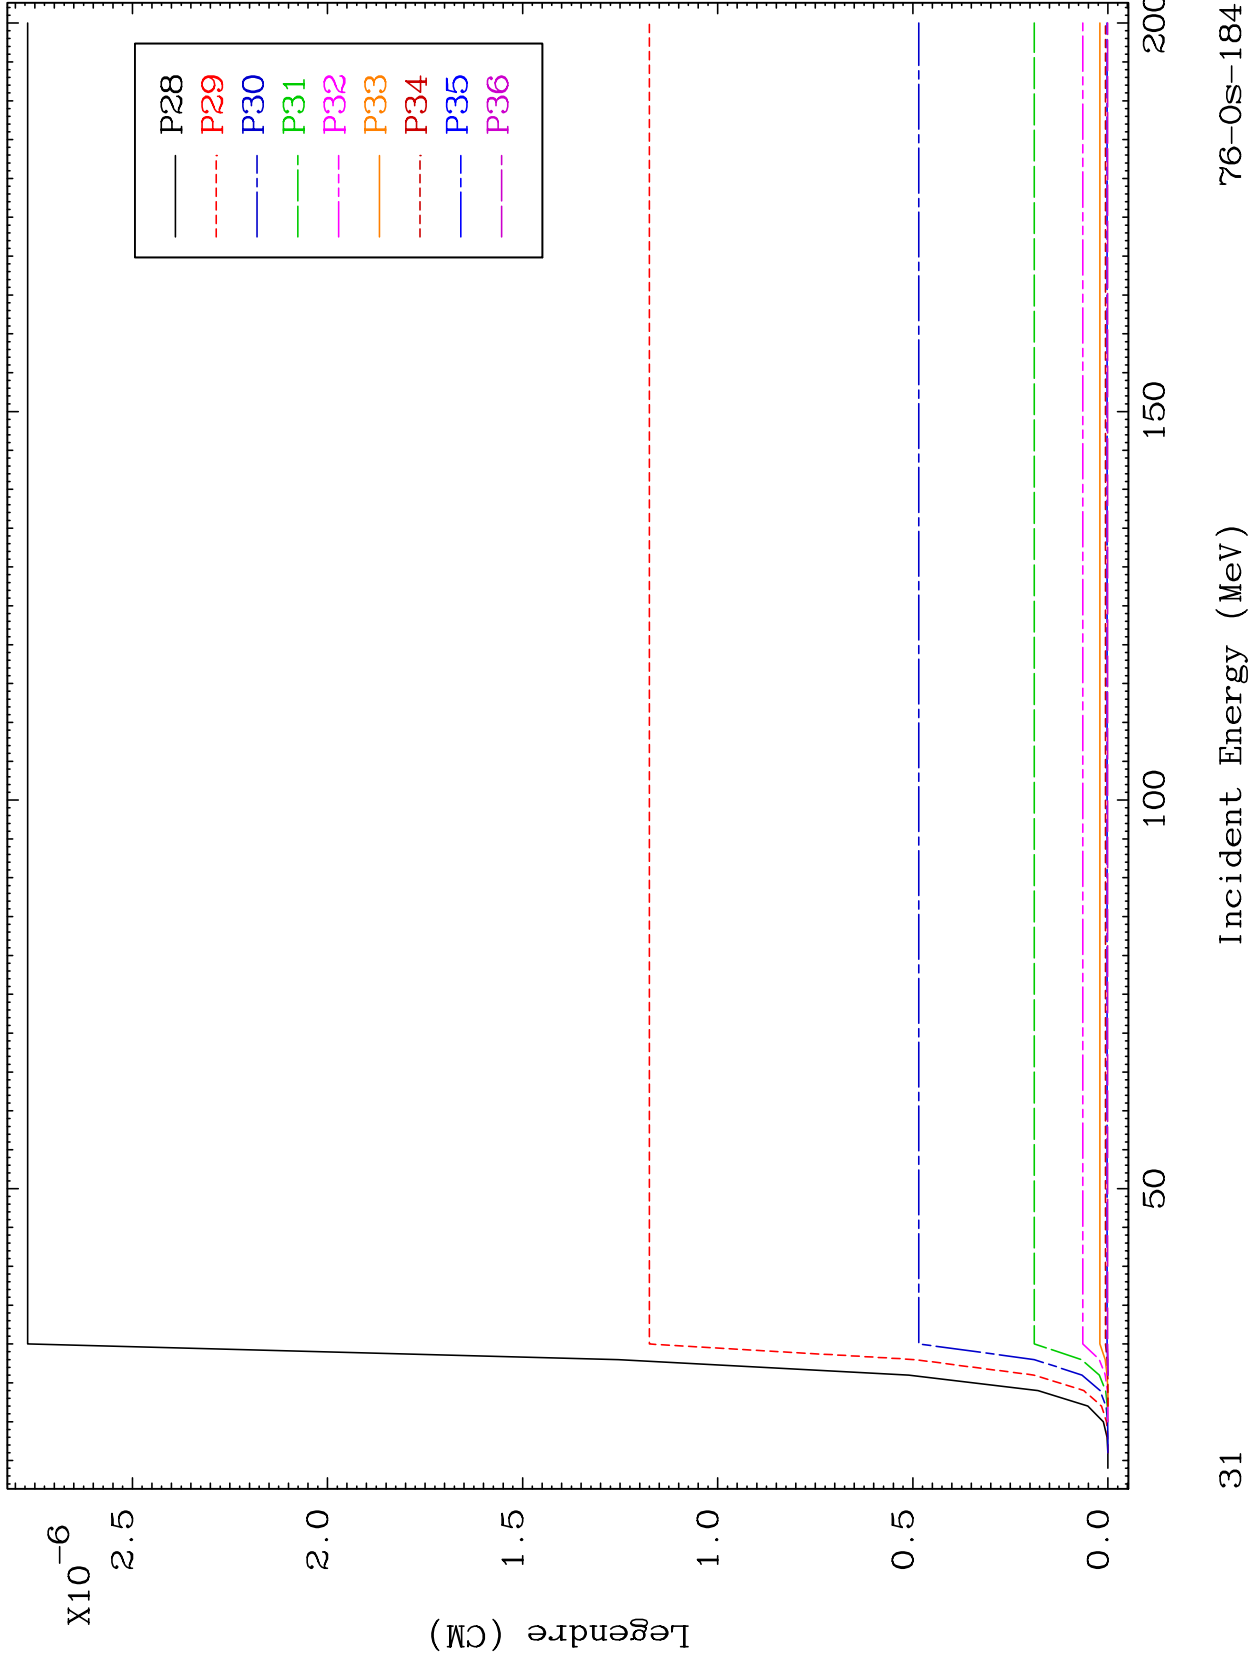 X10-6
2.5
2.0
1.5
1.0
0.5
0.0
Legendre (CM)
P28
P29
P30
P31
P32
P33
P34
P35
P36
50
100
150
200
Incident Energy (MeV)
31
76-Os-184